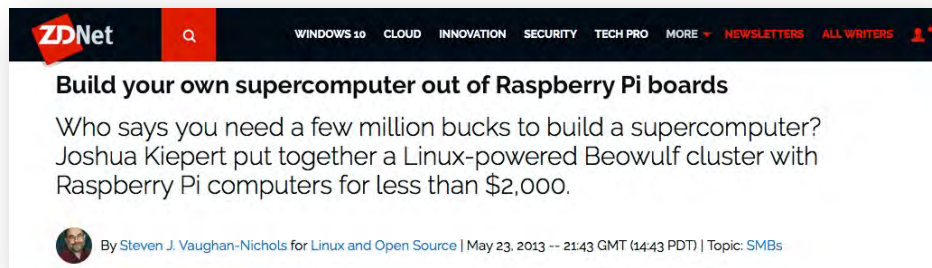 ZDNet WINDOWS 10 CLOUD INNOVATION SECURITY TECH PRO MORE NEWSLETTERS ALL WRITERS
Build your own supercomputer out of Raspberry Pi boards
Who says you need a few million bucks to build a supercomputer?
Joshua Kiepert put together a Linux-powered Beowulf cluster with
Raspberry Pi computers for less than $2,000.
By Steven J. Vaughan-Nichols for Linux and Open Source | May 23, 2013 -- 21:43 GMT (14:43 PDT) | Topic: SMBs